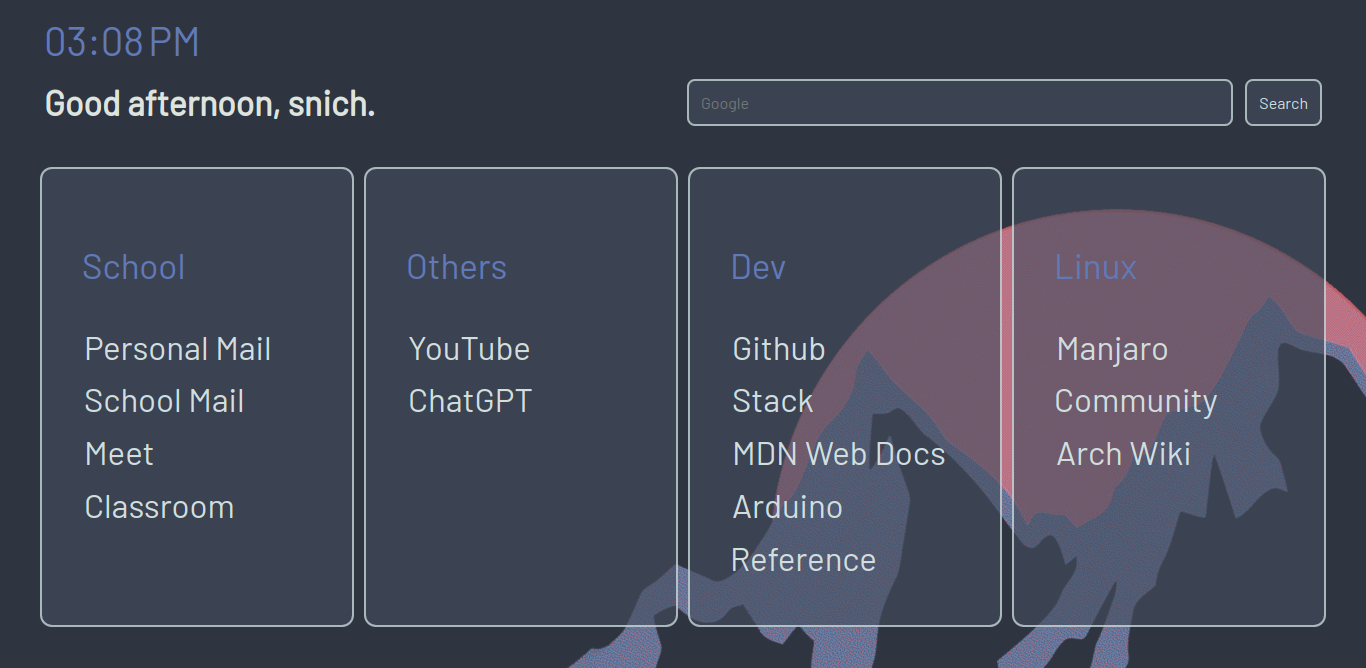 03:08 PM
Good afternoon, snich.
Google
Search
School
Personal Mail
School Mail
Meet
Classroom
Others
YouTube
ChatGPT
Dev
Github
Stack
MDN Web Docs
Arduino
Reference
Linux
Manjaro
Community
Arch Wiki